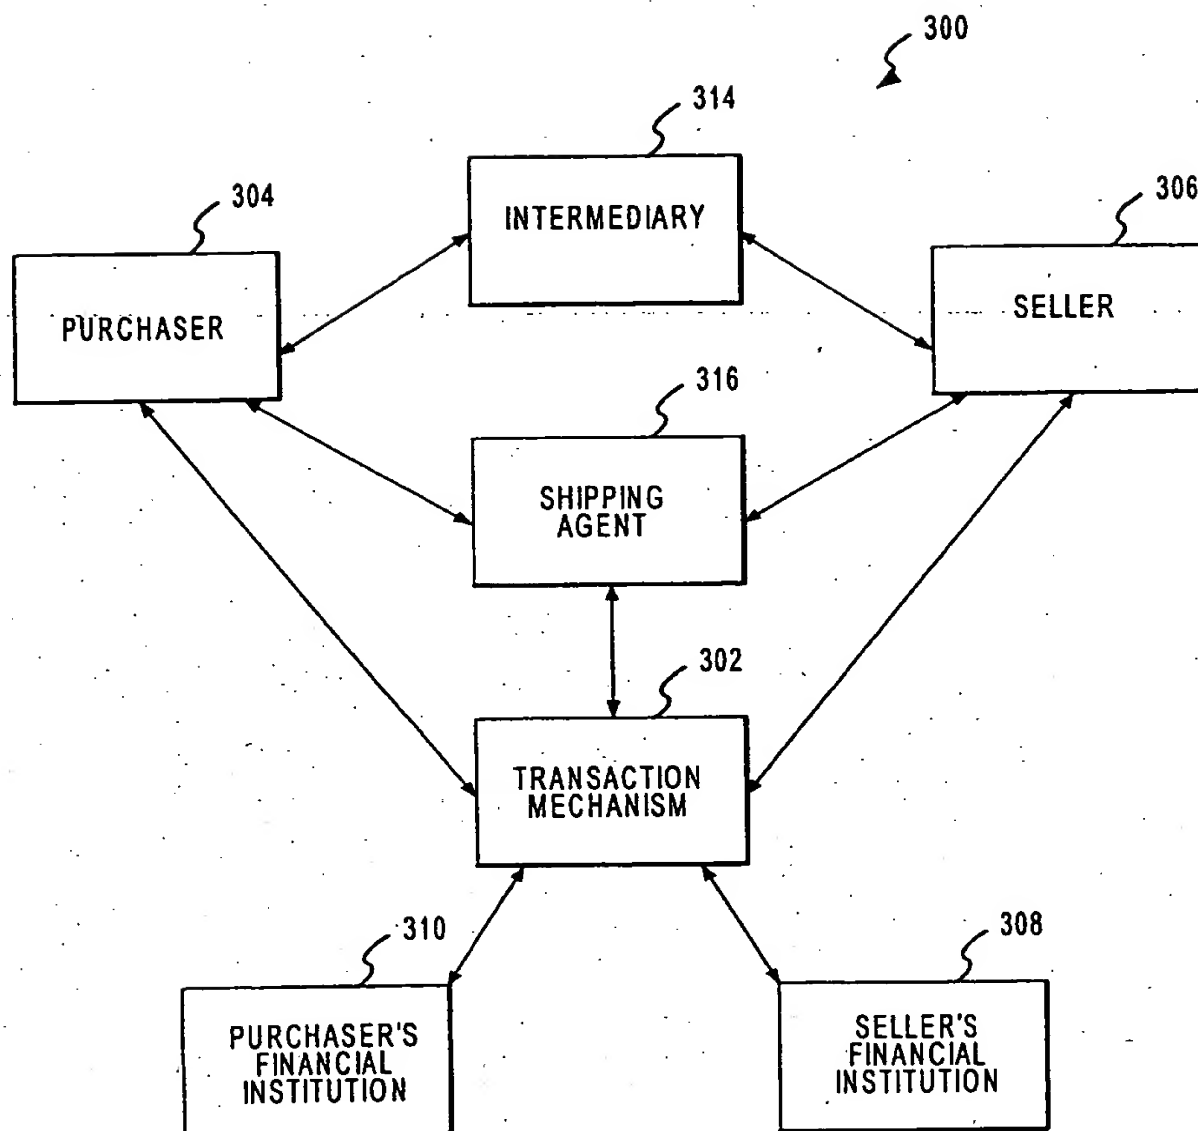 300
314
INTERMEDIARY
304
PURCHASER
306
SELLER
316
SHIPPING
AGENT
302
TRANSACTION
MECHANISM
310
PURCHASER'S
FINANCIAL
INSTITUTION
308
SELLER'S
FINANCIAL
INSTITUTION